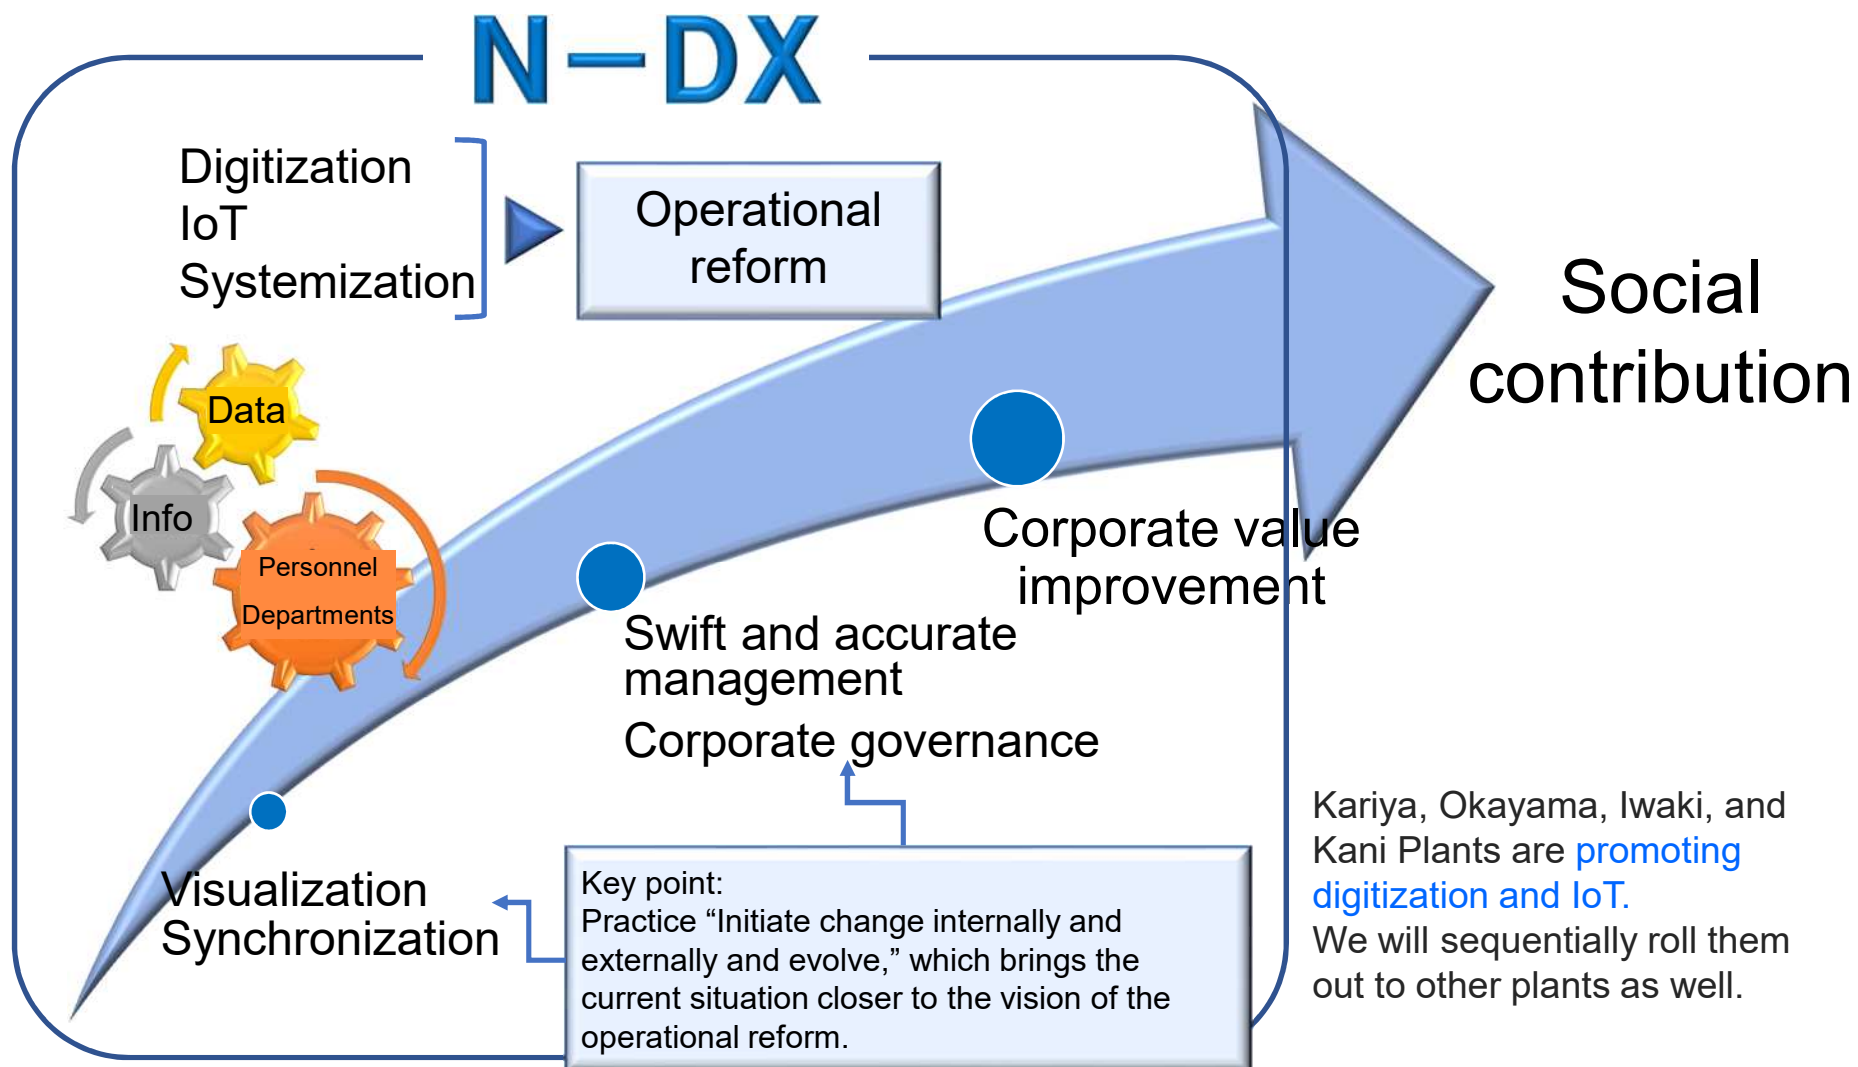 N－DX
Digitization
IoT
Systemization
Operational
reform
Social
contribution
Data
Info
Personnel
Departments
Corporate value
improvement
Swift and accurate
management
Corporate governance
Visualization
Synchronization
Key point:
Practice “Initiate change internally and
externally and evolve,” which brings the
current situation closer to the vision of the
operational reform.
Kariya, Okayama, Iwaki, and
Kani Plants are promoting
digitization and IoT.
We will sequentially roll them
out to other plants as well.